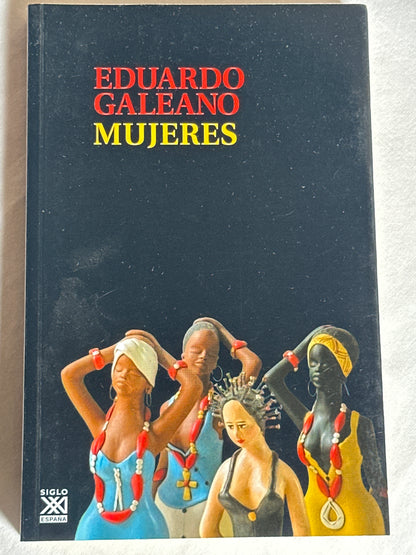 EDUARDO
GALEANO
MUJERES
SIGLO
XXI
ESPAÑA